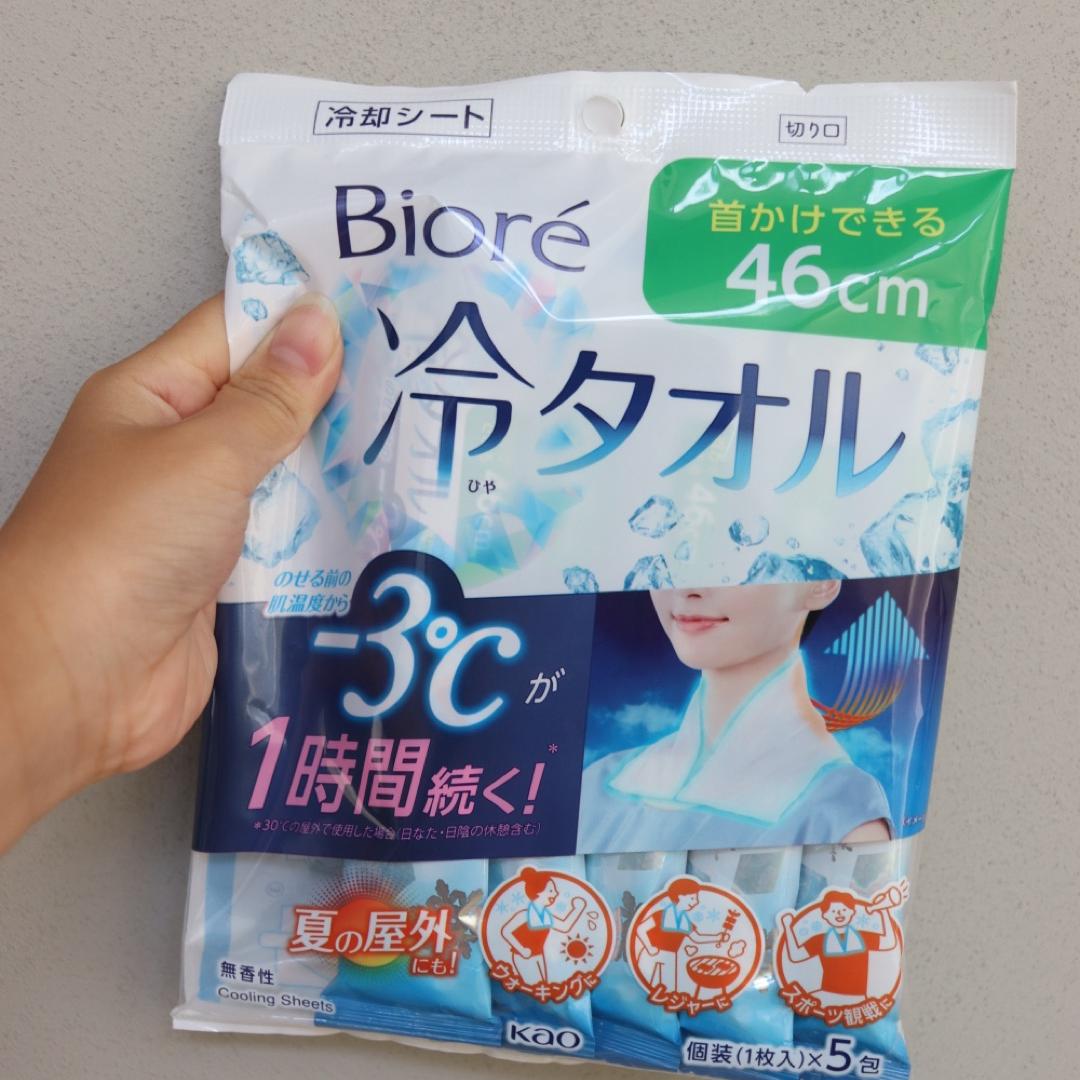 冷却シート
切り口
Bioré
首かけできる
46cm
冷タオル
ひや
のせる前の
肌温度から
-3℃が
1時間続く!*
*30℃の屋外で使用した場合(日なた・日陰の休憩含む)
夏の屋外
にも!
ウォーキングに
レジャーに
スポーツ観戦に
無香性
Cooling Sheets
Kao
個装(1枚入)×5包